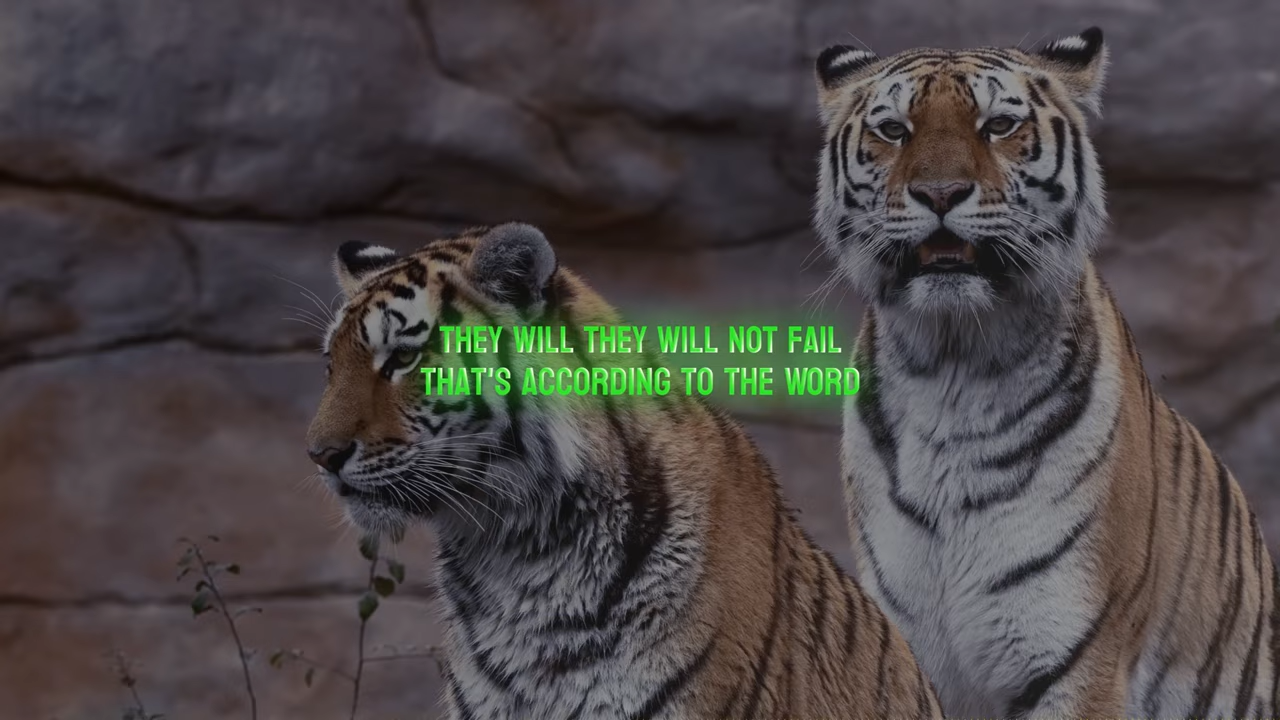 THEY WILL THEY WILL NOT FAIL
THAT'S ACCORDING TO THE WORD